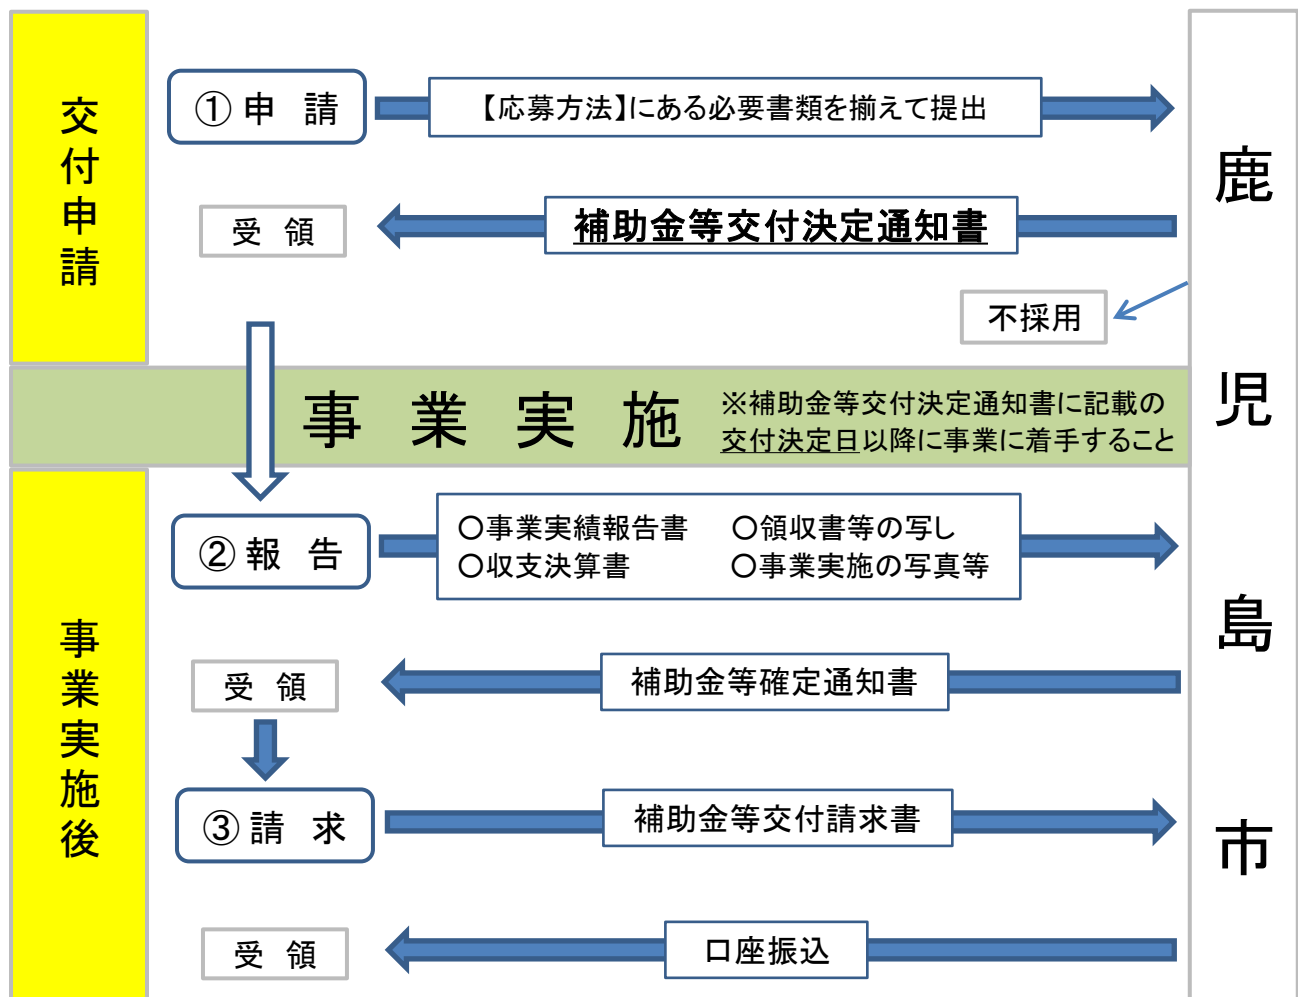 交付申請
①申 請
【応募方法】にある必要書類を揃えて提出
受 領
補助金等交付決定通知書
不採用
事 業 実 施
※補助金等交付決定通知書に記載の
交付決定日以降に事業に着手すること
事業実施後
②報 告
〇事業実績報告書 〇領収書等の写し
〇収支決算書 〇事業実施の写真等
受 領
補助金等確定通知書
③請 求
補助金等交付請求書
受 領
口座振込
鹿児島市